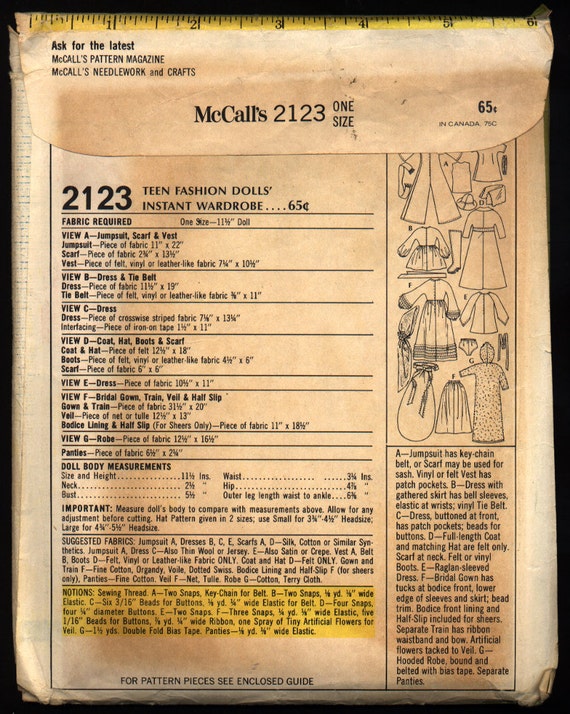 1 2 3 4 5 6
Ask for the latest
McCALL'S PATTERN MAGAZINE
McCALL'S NEEDLEWORK and CRAFTS
McCall's 2123 ONE SIZE
65¢
IN CANADA 75C
2123 TEEN FASHION DOLLS'
INSTANT WARDROBE....65¢
FABRIC REQUIRED One Size—11½" Doll
VIEW A—Jumpsuit, Scarf & Vest
Jumpsuit—Piece of fabric 11" x 22"
Scarf—Piece of fabric 2¾" x 13½"
Vest—Piece of felt, vinyl or leather-like fabric 7¼" x 10½"
VIEW B—Dress & Tie Belt
Dress—Piece of fabric 11½" x 19"
Tie Belt—Piece of felt, vinyl or leather-like fabric ⅜" x 11"
VIEW C—Dress
Dress—Piece of crosswise striped fabric 7⅛" x 13¼"
Interfacing—Piece of iron-on tape 1½" x 11"
VIEW D—Coat, Hat, Boots & Scarf
Coat & Hat—Piece of felt 12½" x 18"
Boots—Piece of felt, vinyl or leather-like fabric 4½" x 6"
Scarf—Piece of fabric 6" x 6"
VIEW E—Dress—Piece of fabric 10½" x 11"
VIEW F—Bridal Gown, Train, Veil & Half Slip
Gown & Train—Piece of fabric 31½" x 20"
Veil—Piece of net or tulle 12½" x 13"
Bodice Lining & Half Slip (For Sheers Only)—Piece of fabric 11" x 18½"
VIEW G—Robe—Piece of fabric 12½" x 16½"
Panties—Piece of fabric 6½" x 2¾"
DOLL BODY MEASUREMENTS
Size and Height 11½ Ins. Waist 3¼ Ins.
Neck 2½ " Hip 4⅞ "
Bust 5½ " Outer leg length waist to ankle 6⅝ "
IMPORTANT: Measure doll's body to compare with measurements above. Allow for any
adjustment before cutting. Hat Pattern given in 2 sizes; use Small for 3¾"-4½" Headsize;
Large for 4¾"-5½" Headsize.
SUGGESTED FABRICS: Jumpsuit A, Dresses B, C, E, Scarfs A, D—Silk, Cotton or Similar Syn-
thetics. Jumpsuit A, Dress C—Also Thin Wool or Jersey. E—Also Satin or Crepe. Vest A, Belt
B, Boots D—Felt, Vinyl or Leather-like Fabric ONLY. Coat and Hat D—Felt ONLY. Gown and
Train F—Fine Cotton, Organdy, Voile, Dotted Swiss. Bodice Lining and Half-Slip F (for sheers
only), Panties—Fine Cotton. Veil F—Net, Tulle. Robe G—Cotton, Terry Cloth.
NOTIONS: Sewing Thread. A—Two Snaps, Key-Chain for Belt. B—Two Snaps, ⅛ yd. ⅛" wide
Elastic. C—Six 3/16" Beads for Buttons, yd. ¼" wide Elastic for Belt. D—Four Snaps,
four ¼" diameter Buttons. E—Two Snaps. F—Three Snaps, yd. ⅛" wide Elastic, five
1/16" Beads for Buttons, yd. ¼" wide Ribbon, one Spray of Tiny Artificial Flowers for
Veil. G—1½ yds. Double Fold Bias Tape. Panties—⅛ yd. ⅛" wide Elastic.
FOR PATTERN PIECES SEE ENCLOSED GUIDE
A
B
C
D
F
A—Jumpsuit has key-chain
belt, or Scarf may be used
for sash. Vinyl or felt Vest has
patch pockets. B—Dress with
gathered skirt has bell sleeves,
elastic at wrists; vinyl Tie Belt.
C—Dress, buttoned at front,
has patch pockets; beads for
buttons. D—Full-length Coat
and matching Hat are felt only.
Scarf at neck. Felt or vinyl
Boots. E—Raglan-sleeved
Dress. F—Bridal Gown has
tucks at bodice front, lower
edge of sleeves and skirt; bead
trim. Bodice front lining and
Half-Slip included for sheers.
Separate Train has ribbon
waistband and bow. Artificial
flowers tacked to Veil. G—
Hooded Robe, bound and
belted with bias tape. Separate
Panties.